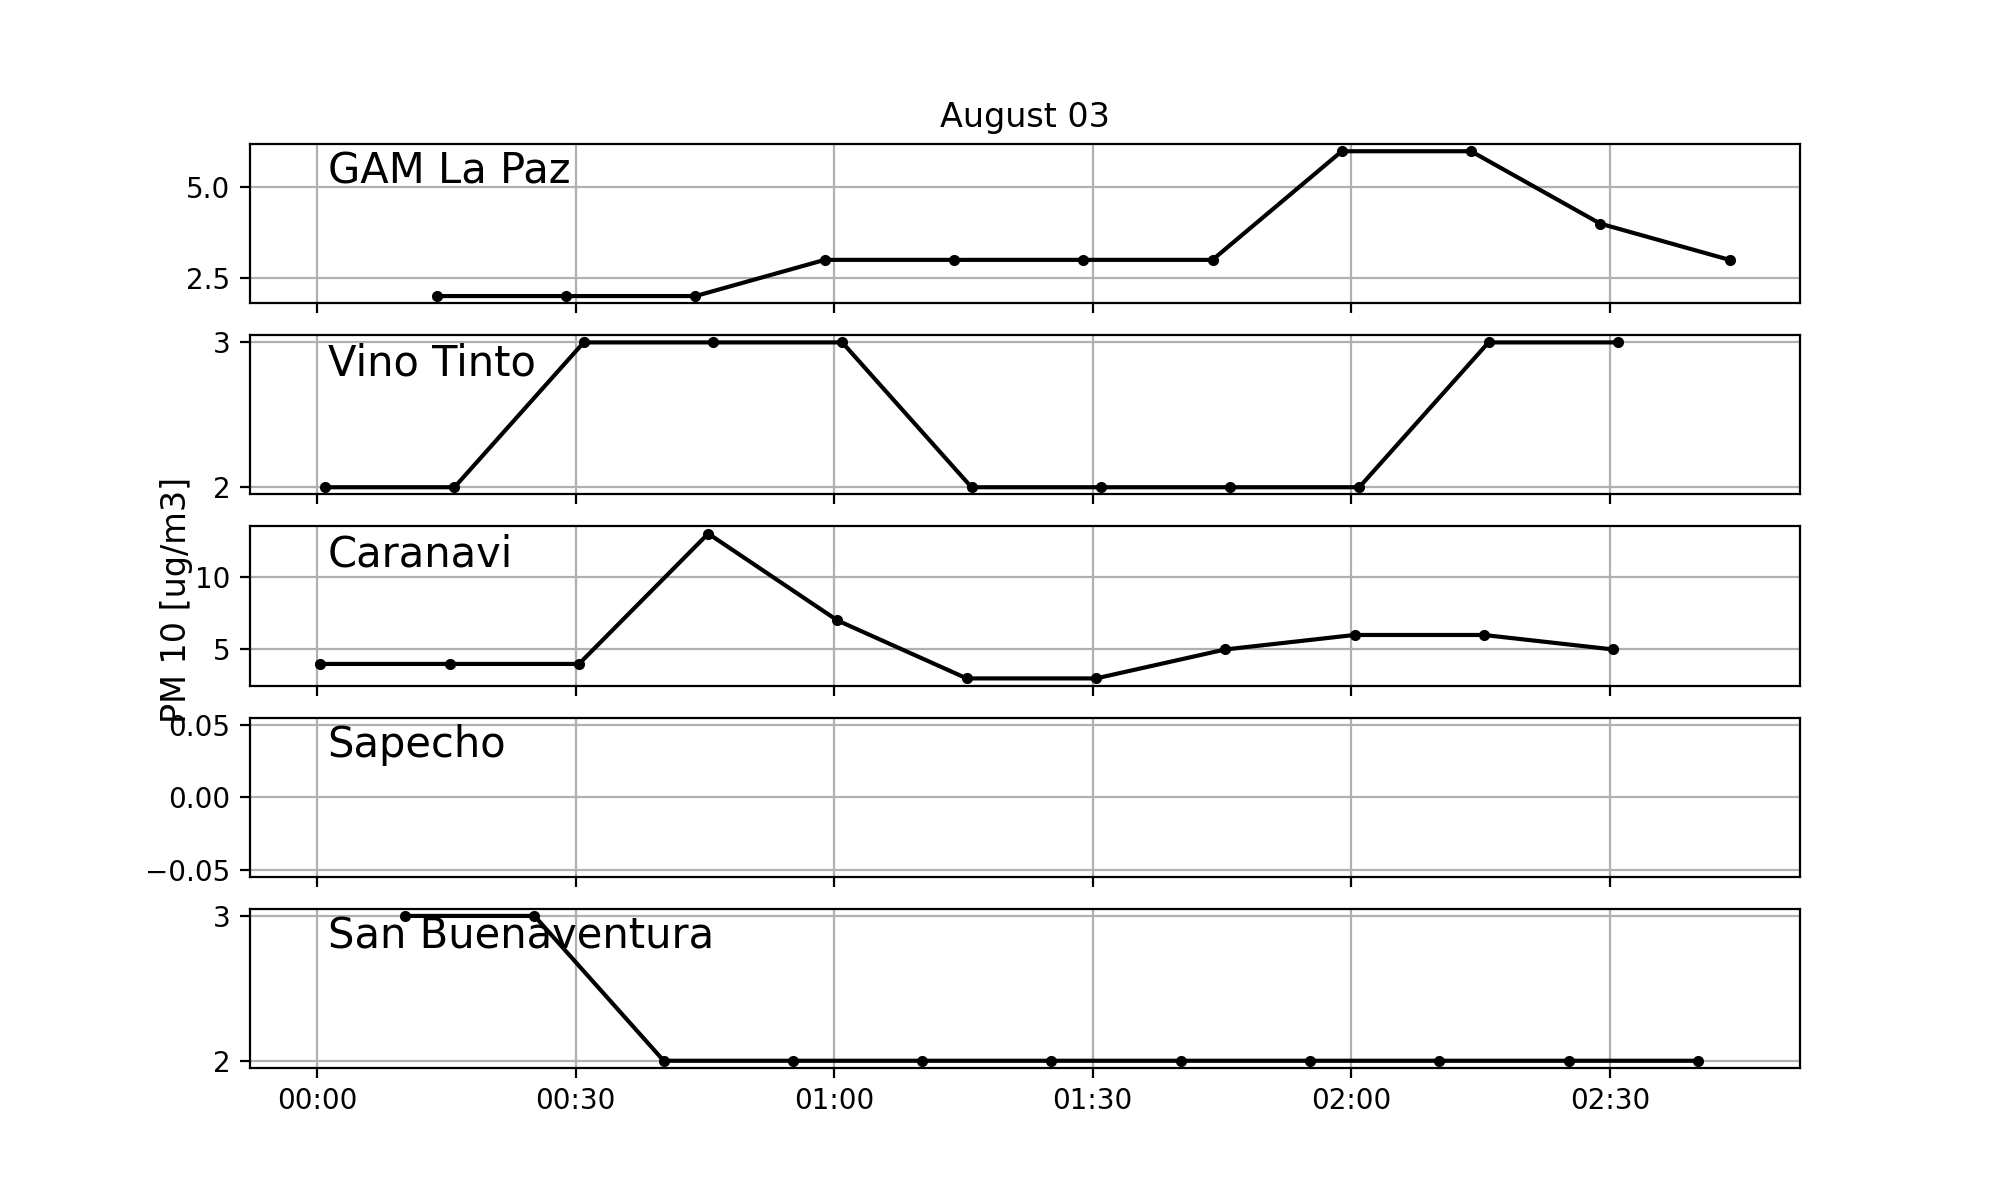 August 03
GAM La Paz
5.0
2.5
Vino Tinto
3
2
PM 10 [ug/m3]
Caranavi
10
5
Sapecho
0.05
0.00
−0.05
San Buenaventura
3
2
00:00 00:30 01:00 01:30 02:00 02:30